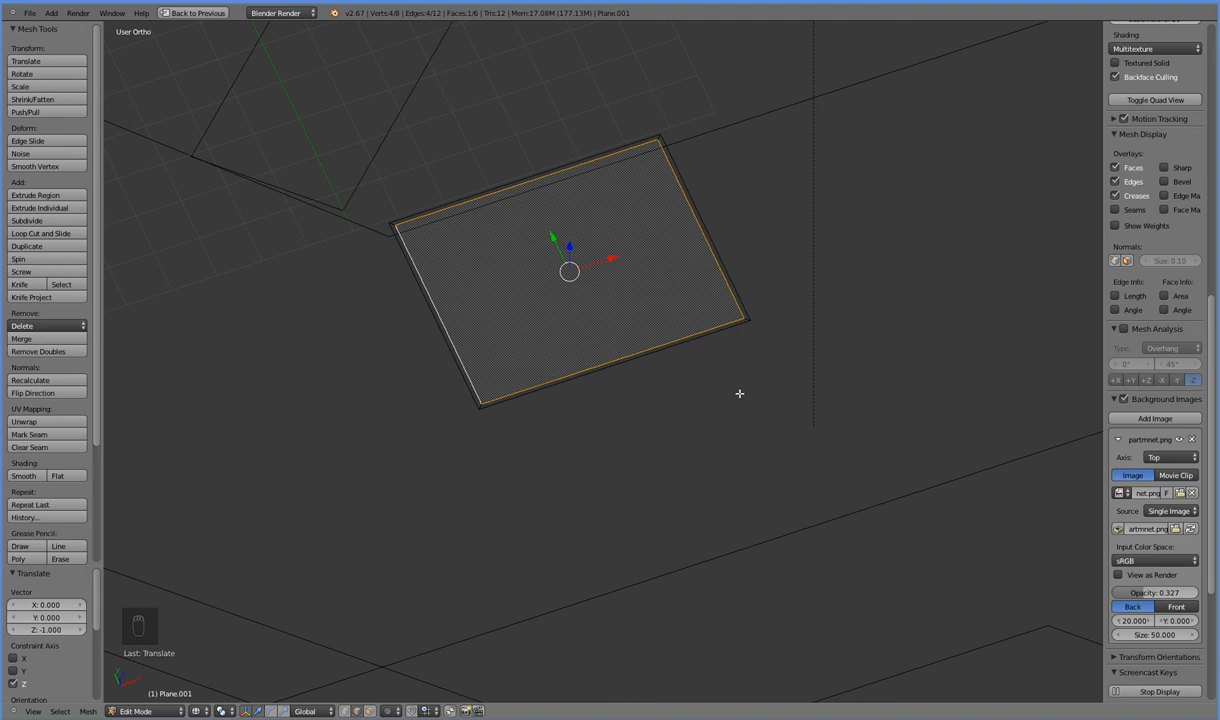 File Add Render Window Help Back to Previous Blender Render v2.67 | Verts:4/8 | Edges:4/12 | Faces:1/6 | Tris:12 | Mem:17.08M (177.13M) | Plane.001
Mesh Tools
Transform:
Translate
Rotate
Scale
Shrink/Fatten
Push/Pull
Deform:
Edge Slide
Noise
Smooth Vertex
Add:
Extrude Region
Extrude Individual
Subdivide
Loop Cut and Slide
Duplicate
Spin
Screw
Knife Select
Knife Project
Remove:
Delete
Merge
Remove Doubles
Normals:
Recalculate
Flip Direction
UV Mapping:
Unwrap
Mark Seam
Clear Seam
Shading:
Smooth Flat
Repeat:
Repeat Last
History...
Grease Pencil:
Draw Line
Poly Erase
Translate
Vector
X: 0.000
Y: 0.000
Z: -1.000
Constraint Axis
X
Y
Z
Orientation
User Ortho
Last: Translate
(1) Plane.001
View Select Mesh Edit Mode Global
Shading:
Multitexture
Textured Solid
Backface Culling
Toggle Quad View
Motion Tracking
Mesh Display
Overlays:
Faces Sharp
Edges Bevel
Creases Edge Ma
Seams Face Ma
Show Weights
Normals:
Size: 0.10
Edge Info: Face Info:
Length Area
Angle Angle
Mesh Analysis
Type: Overhang
0° 45°
+X +Y +Z -X -Y -Z
Background Images
Add Image
partmnet.png
Axis: Top
Image Movie Clip
net.png F
Source Single Image
artmnet.png
Input Color Space:
sRGB
View as Render
Opacity: 0.327
Back Front
: 20.000 Y: 0.000
Size: 50.000
Transform Orientations
Screencast Keys
Stop Display